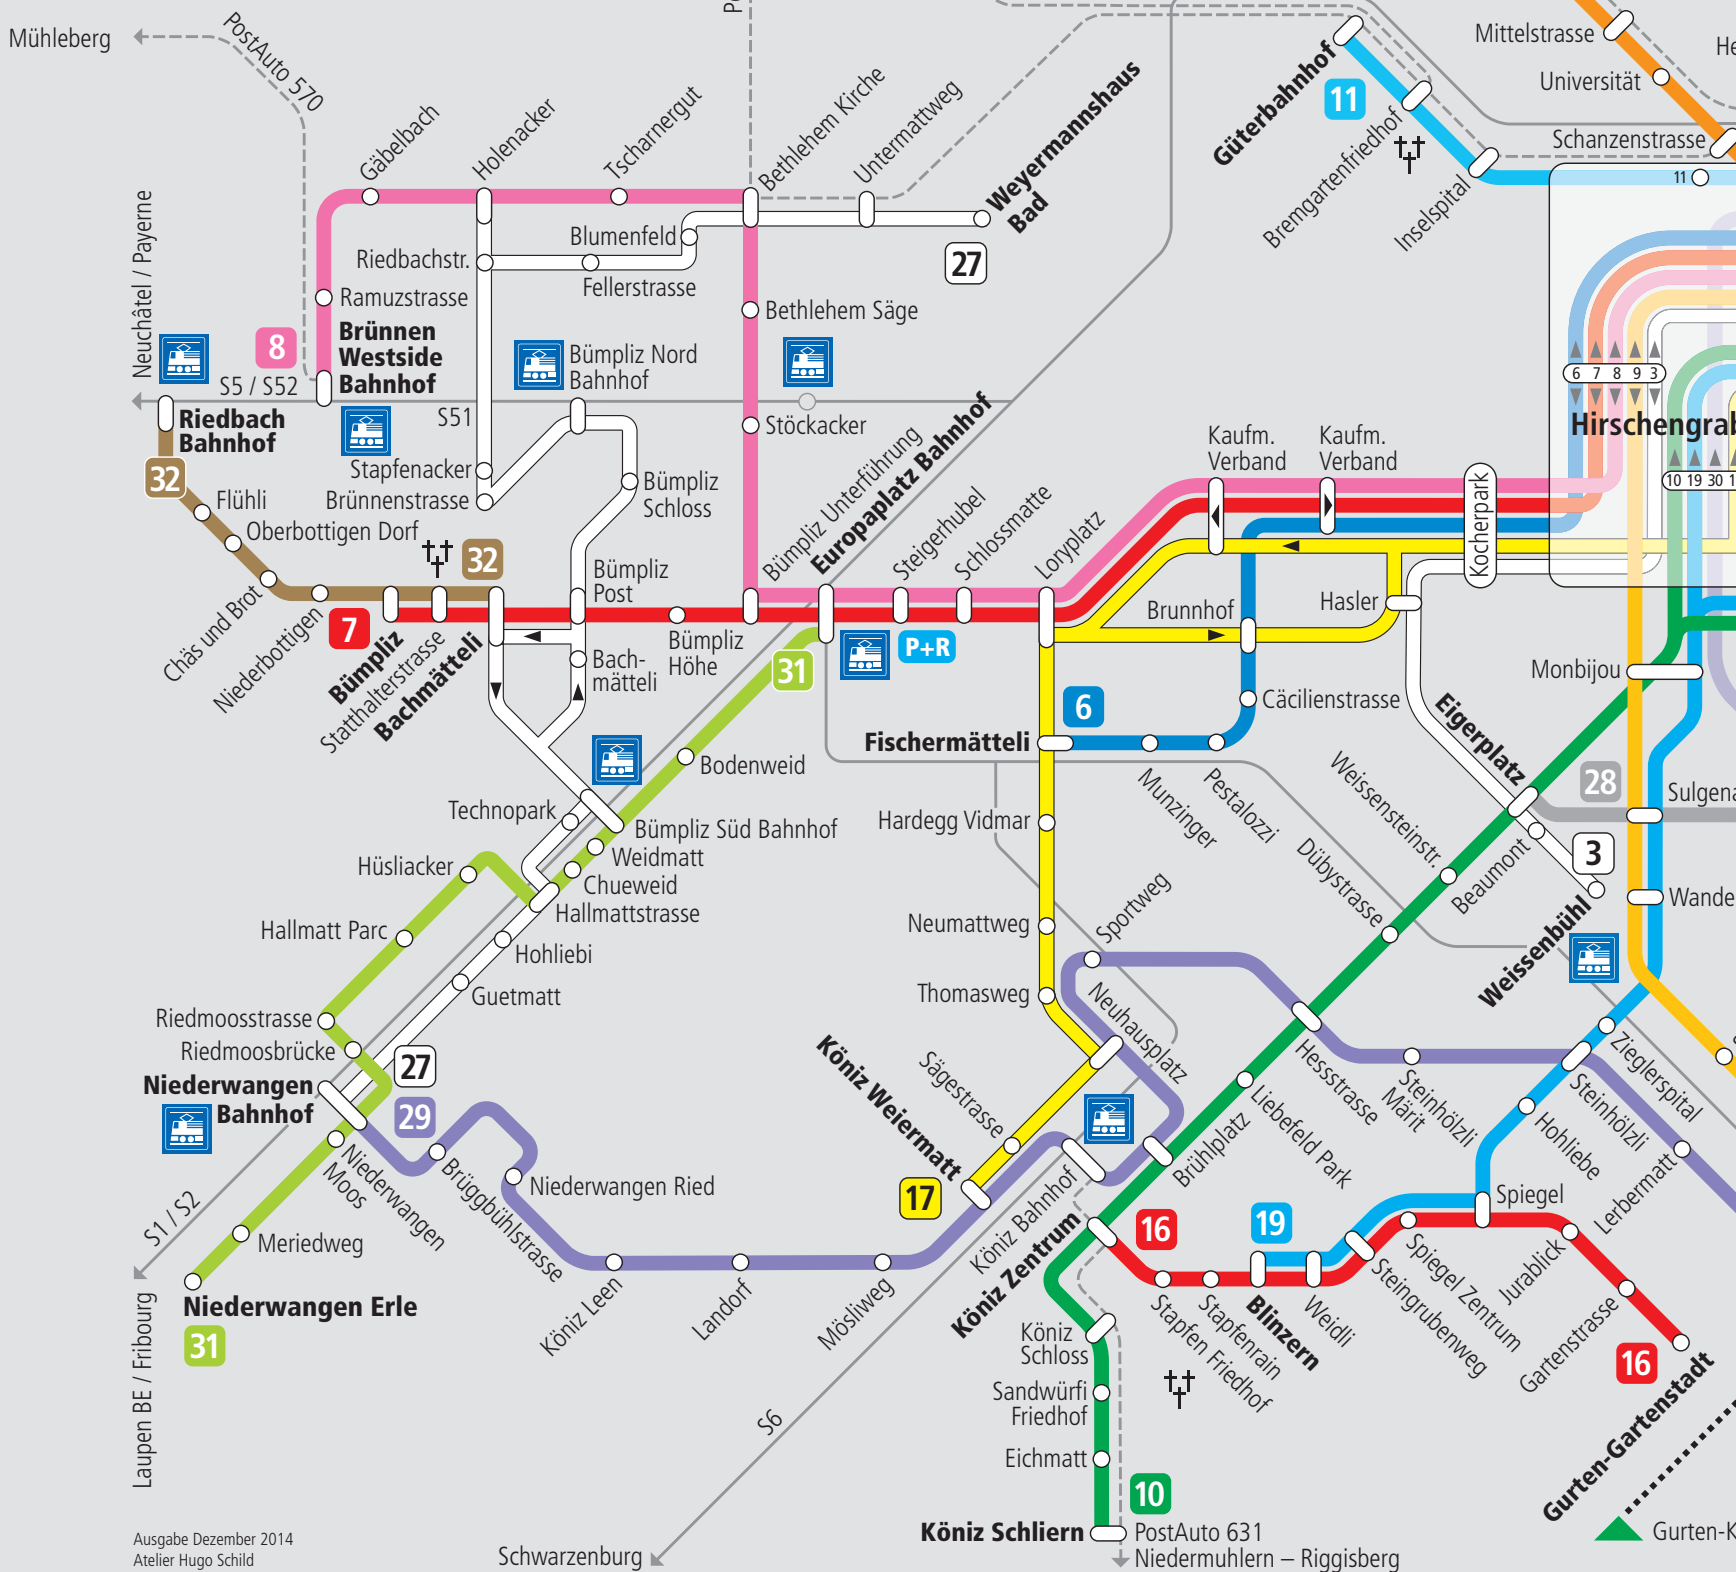 Mühleberg
PostAuto 570
Mittelstrasse
Universität
Schanzenstrasse
Güterbahnhof
11
Bremgartenfriedhof
Inselspital
11
Gäbelbach
Holenacker
Tscharnergut
Bethlehem Kirche
Untermattweg
Weyermannshaus
Bad
27
Neuchâtel / Payerne
Riedbachstr.
Blumenfeld
Fellerstrasse
Ramuzstrasse
8
Brünnen
Westside
Bahnhof
S5 / S52
S51
Bethlehem Säge
Bümpliz Nord
Bahnhof
Stöckacker
Riedbach
Bahnhof
32
Flühli
Oberbottigen Dorf
Chäs und Brot
Niederbottigen
Stapfenacker
Brünnenstrasse
Bümpliz
Schloss
32
7
Bümpliz
Statthalterstrasse
Bachmätteli
Bümpliz
Post
Bach-
mätteli
Bümpliz
Höhe
Bümpliz Unterführung
Europaplatz Bahnhof
Steigerhubel
Schlossmatte
Loryplatz
P+R
31
Kaufm.
Verband
Kaufm.
Verband
Kocherpark
6 7 8 9 3
Hirschengrab
10 19 30 1
Brunnhof
Hasler
Cäcilienstrasse
6
Fischermätteli
Munzinger
Pestalozzi
Monbijou
Eigerplatz
28
Sulgena
Weissensteinstr.
Dübystrasse
Beaumont
3
Weissenbühl
Wande
Bodenweid
Technopark
Bümpliz Süd Bahnhof
Weidmatt
Chueweid
Hallmattstrasse
Hüsliacker
Hallmatt Parc
Hohliebi
Guetmatt
Riedmoosstrasse
Riedmoosbrücke
27
29
Niederwangen
Bahnhof
Niederwangen
Moos
Meriedweg
Niederwangen Erle
31
S1 / S2
Laupen BE / Fribourg
Brüggbühlstrasse
Niederwangen Ried
Köniz Leen
Landorf
Mösliweg
Hardegg Vidmar
Neumattweg
Thomasweg
Sportweg
Neuhausplatz
Sägestrasse
Köniz Weiermatt
17
Köniz Bahnhof
Hessstrasse
Liebefeld Park
Brühlplatz
Steinhölzli
Märit
Zieglerspital
Steinhölzli
Hohliebe
Lerbermatt
Spiegel
Köniz Zentrum
16
19
Stapfen Friedhof
Stapfenrain
Blinzern
Weidli
Steingrubenweg
Spiegel Zentrum
Jurablick
Gartenstrasse
16
Gurten-Gartenstadt
Gurten-K
Köniz
Schloss
Sandwürfi
Friedhof
Eichmatt
10
Köniz Schliern
PostAuto 631
Niedermuhlern – Riggisberg
S6
Schwarzenburg
Ausgabe Dezember 2014
Atelier Hugo Schild